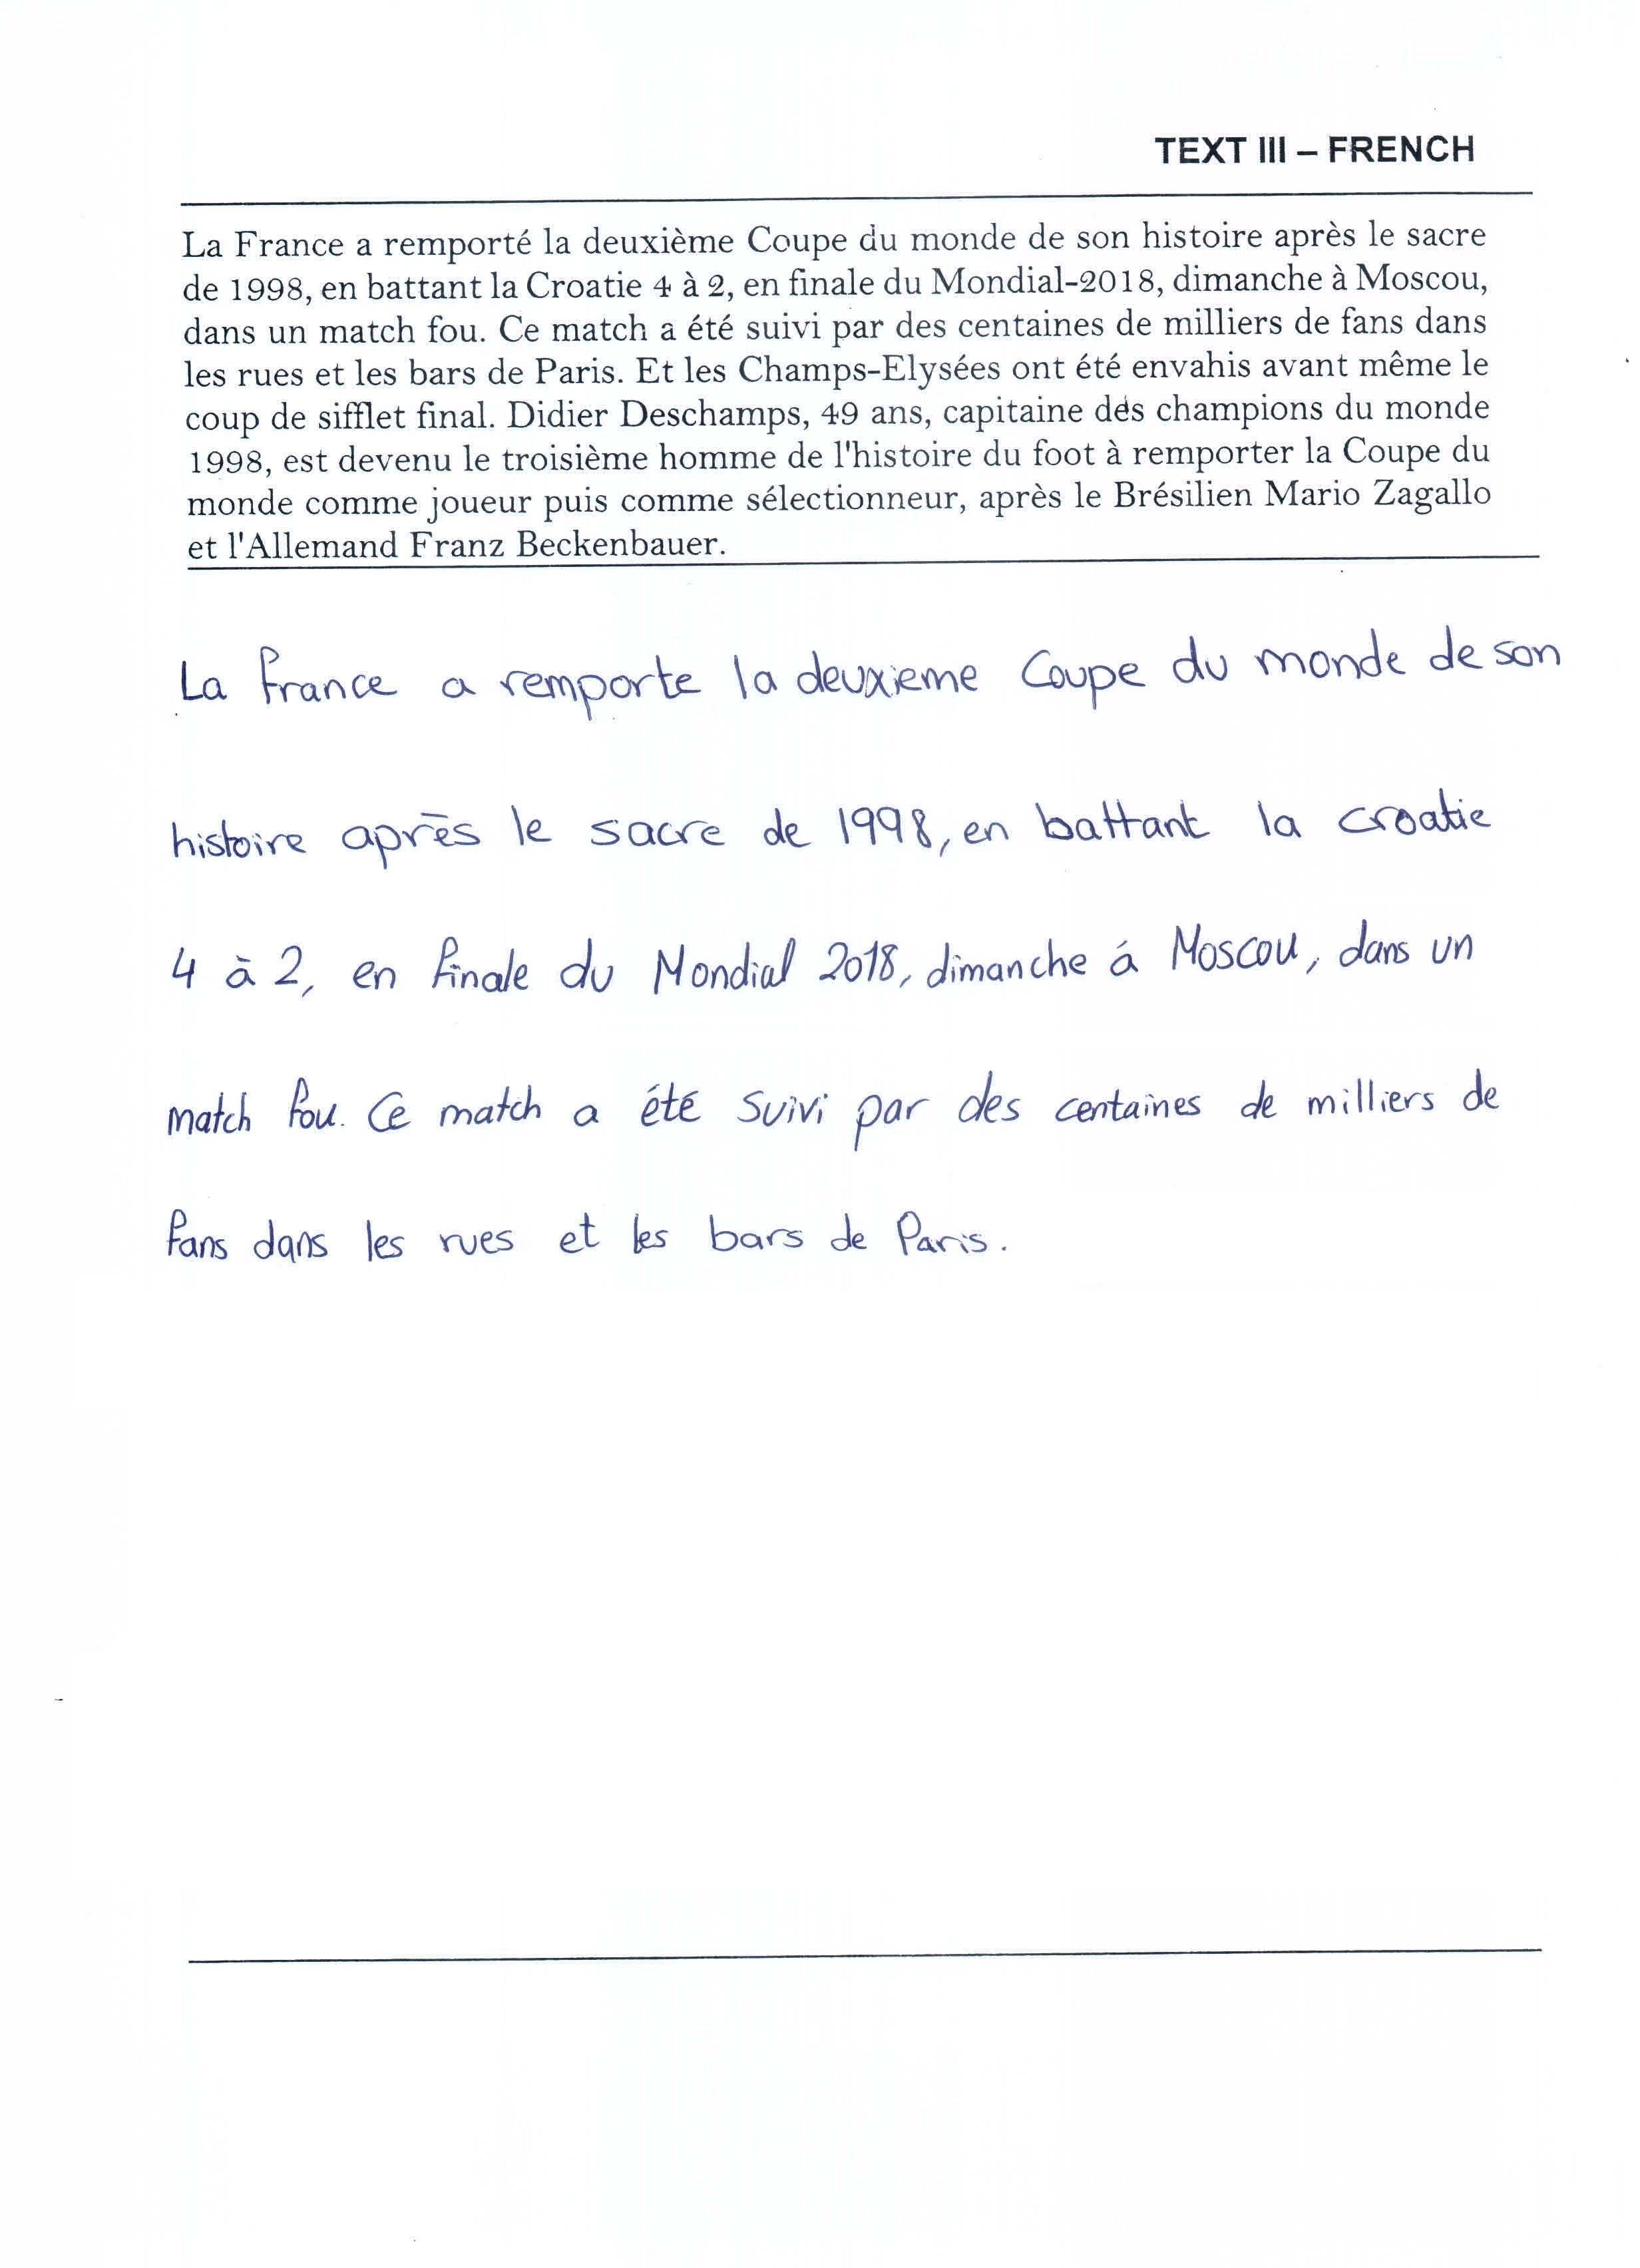 TEXT III – FRENCH
La France a remporté la deuxième Coupe du monde de son histoire après le sacre
de 1998, en battant la Croatie 4 à 2, en finale du Mondial-2018, dimanche à Moscou,
dans un match fou. Ce match a été suivi par des centaines de milliers de fans dans
les rues et les bars de Paris. Et les Champs-Elysées ont été envahis avant même le
coup de sifflet final. Didier Deschamps, 49 ans, capitaine des champions du monde
1998, est devenu le troisième homme de l'histoire du foot à remporter la Coupe du
monde comme joueur puis comme sélectionneur, après le Brésilien Mario Zagallo
et l'Allemand Franz Beckenbauer.
La france a remporte la deuxieme Coupe du monde de son
histoire après le sacre de 1998, en battant la croatie
4 à 2, en finale du Mondial 2018, dimanche á Moscou, dans un
match fou. Ce match a été suivi par des centaines de milliers de
fans dans les rues et les bars de Paris.